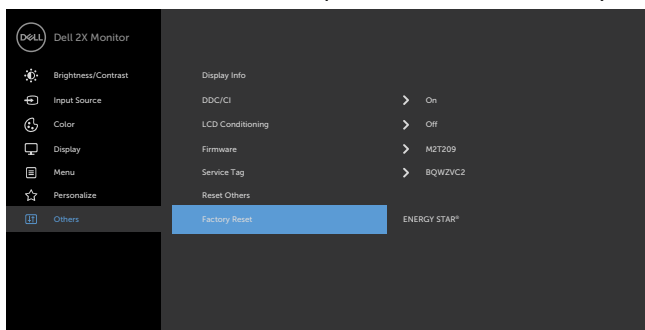 DELL Dell 2X Monitor
Brightness/Contrast Display Info
Input Source DDC/CI On
Color LCD Conditioning Off
Display Firmware M2T209
Menu Service Tag BQWZVC2
Personalize Reset Others
Others Factory Reset ENERGY STAR®